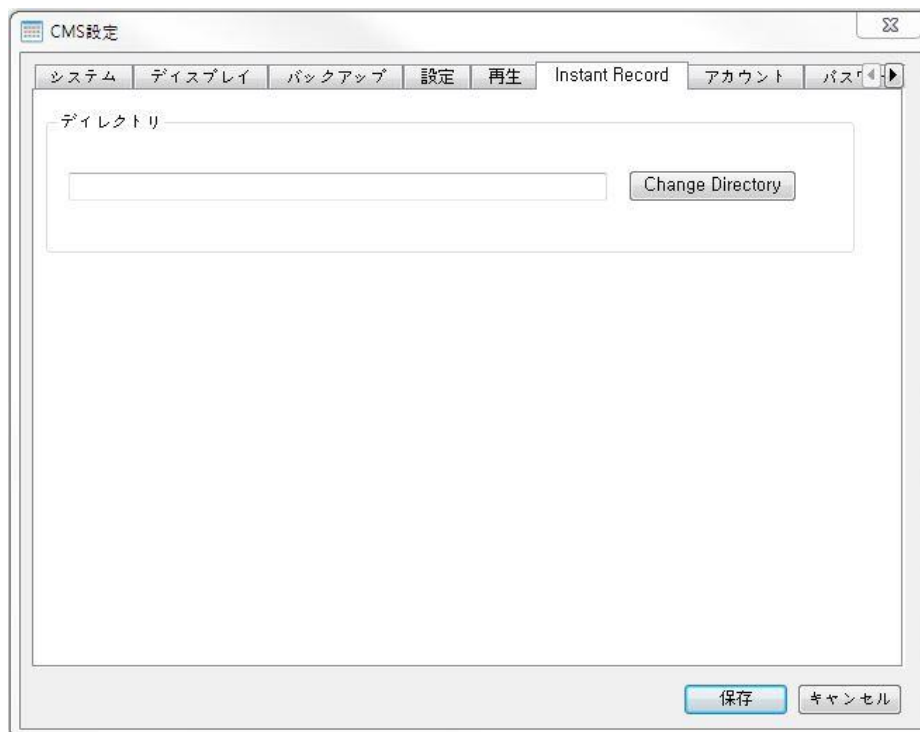 CMS設定
システム ディスプレイ バックアップ 設定 再生 Instant Record アカウント
ディレクトリ
Change Directory
保存 キャンセル